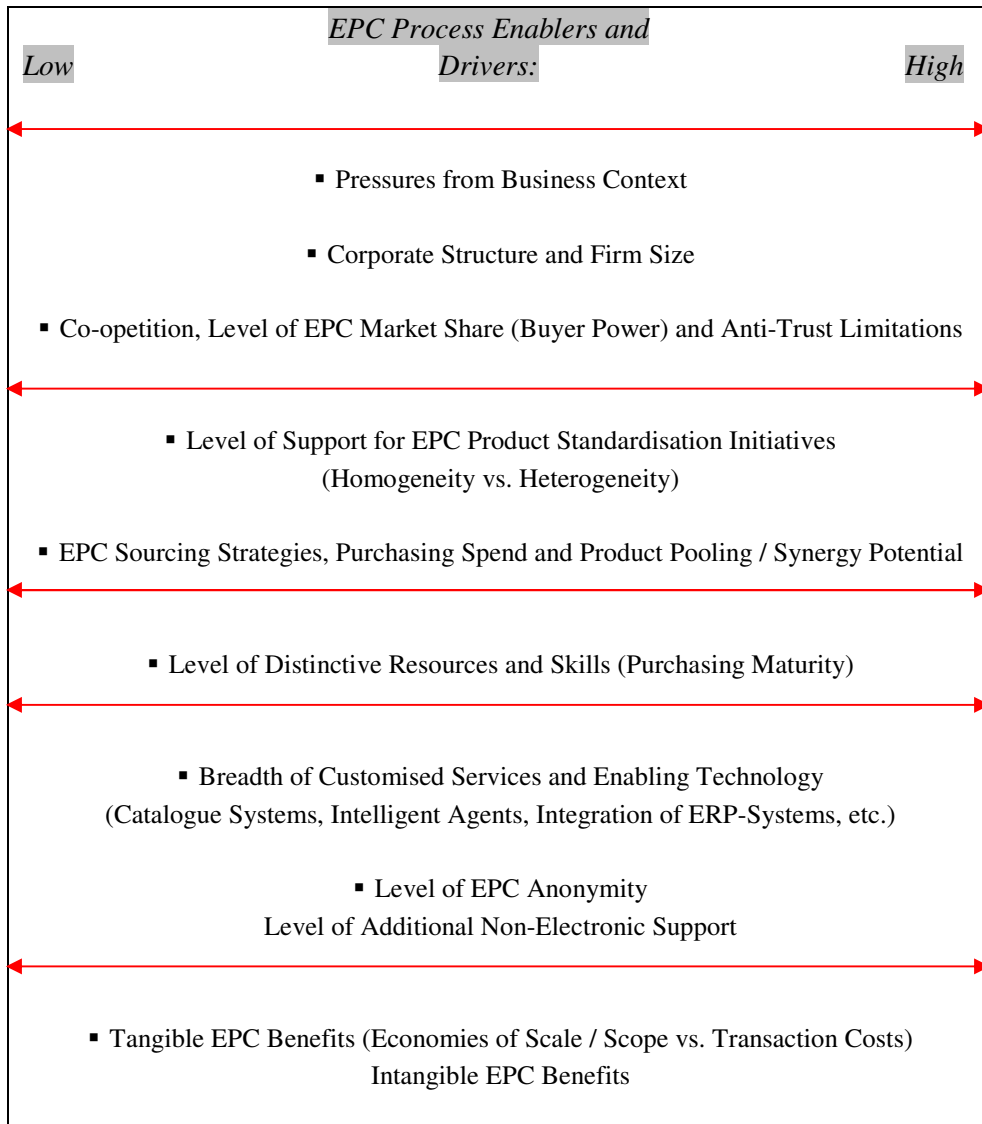 EPC Process Enablers and
Low Drivers: High
▪ Pressures from Business Context
▪ Corporate Structure and Firm Size
▪ Co-opetition, Level of EPC Market Share (Buyer Power) and Anti-Trust Limitations
▪ Level of Support for EPC Product Standardisation Initiatives
(Homogeneity vs. Heterogeneity)
▪ EPC Sourcing Strategies, Purchasing Spend and Product Pooling / Synergy Potential
▪ Level of Distinctive Resources and Skills (Purchasing Maturity)
▪ Breadth of Customised Services and Enabling Technology
(Catalogue Systems, Intelligent Agents, Integration of ERP-Systems, etc.)
▪ Level of EPC Anonymity
Level of Additional Non-Electronic Support
▪ Tangible EPC Benefits (Economies of Scale / Scope vs. Transaction Costs)
Intangible EPC Benefits